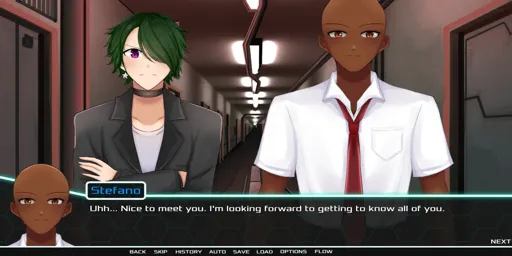 Stefano
Uhh... Nice to meet you. I'm looking forward to getting to know all of you.
NEXT
BACK SKIP HISTORY AUTO SAVE LOAD OPTIONS FLOW